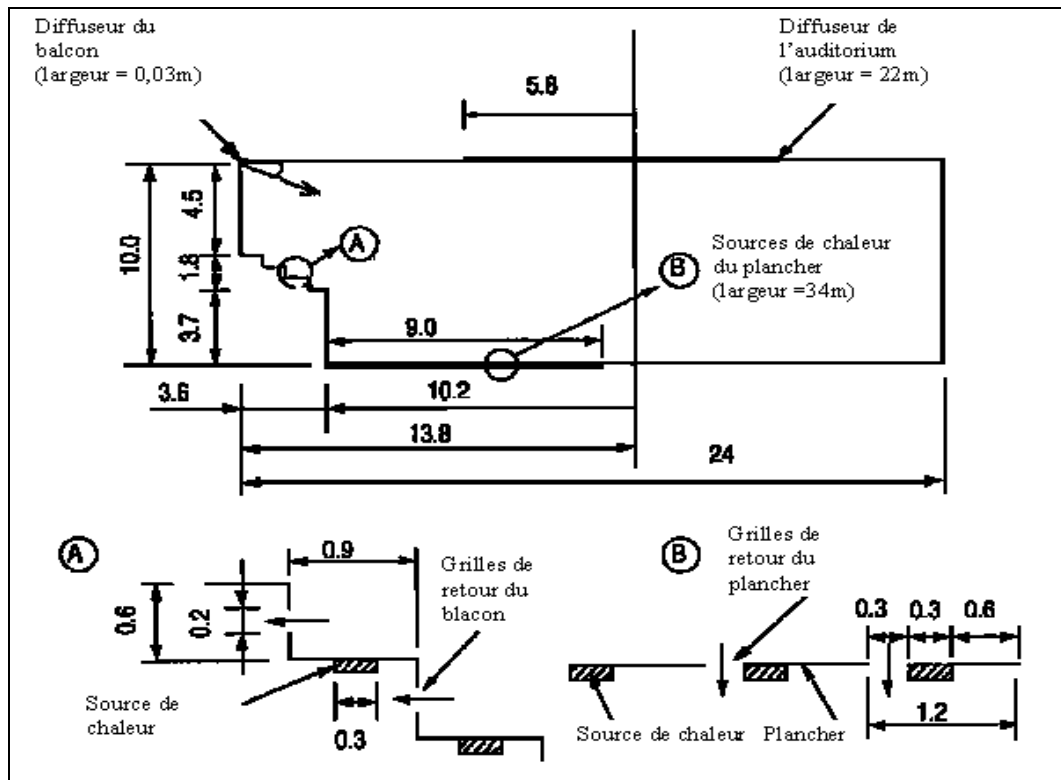 Diffuseur du
balcon
(largeur = 0,03m)
Diffuseur de
l'auditorium
(largeur = 22m)
5.8
10.0
4.5
1.8
3.7
A
B
Sources de chaleur
du plancher
(largeur =34m)
9.0
3.6
10.2
13.8
24
A
0.9
0.6
0.2
Grilles de
retour du
blacon
Source de
chaleur
0.3
B
Grilles de
retour du
plancher
0.3
0.3
0.6
Source de chaleur
Plancher
1.2